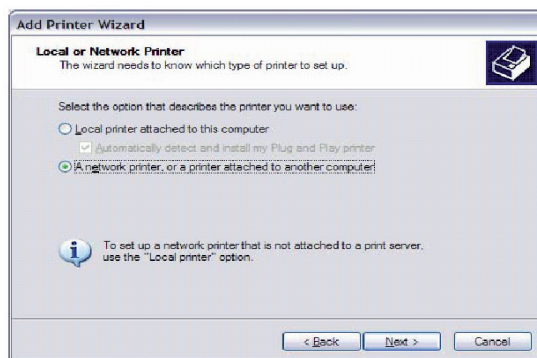 Add Printer Wizard
Local or Network Printer
The wizard needs to know which type of printer to set up.
Select the option that describes the printer you want to use:
Local printer attached to this computer
Automatically detect and install my Plug and Play printer
A network printer, or a printer attached to another computer
To set up a network printer that is not attached to a print server,
use the "Local printer" option.
< Back
Next >
Cancel